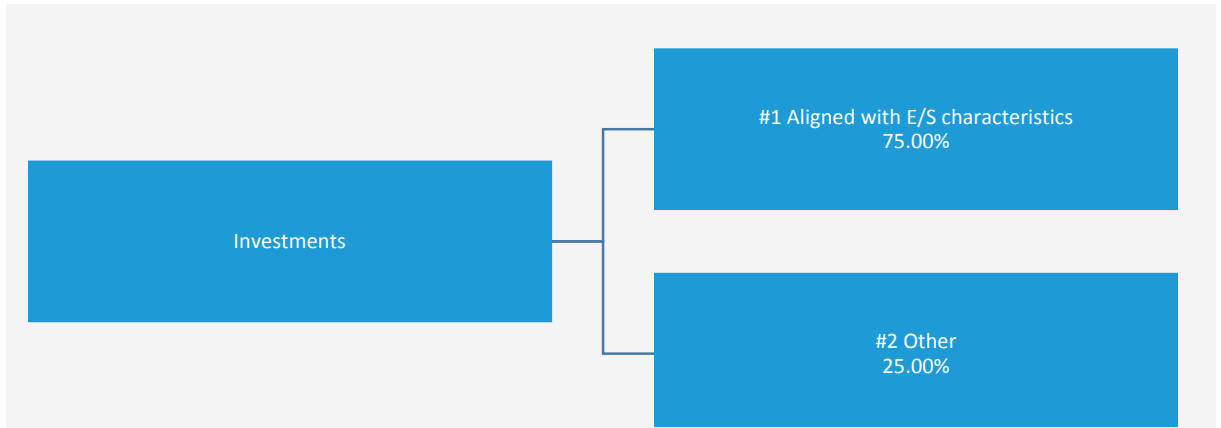 #1 Aligned with E/S characteristics
75.00%
Investments
#2 Other
25.00%